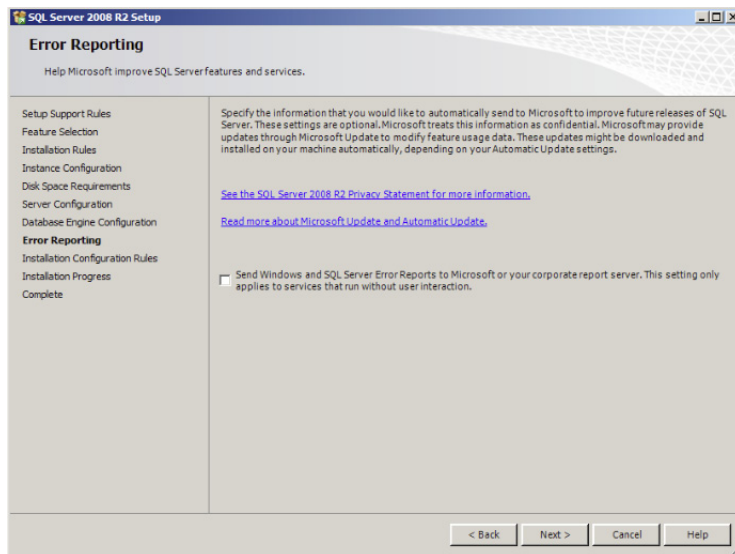 SQL Server 2008 R2 Setup
Error Reporting
Help Microsoft improve SQL Server features and services.
Setup Support Rules
Feature Selection
Installation Rules
Instance Configuration
Disk Space Requirements
Server Configuration
Database Engine Configuration
Error Reporting
Installation Configuration Rules
Installation Progress
Complete
Specify the information that you would like to automatically send to Microsoft to improve future releases of SQL
Server. These settings are optional. Microsoft treats this information as confidential. Microsoft may provide
updates through Microsoft Update to modify feature usage data. These updates might be downloaded and
installed on your machine automatically, depending on your Automatic Update settings.
See the SQL Server 2008 R2 Privacy Statement for more information.
Read more about Microsoft Update and Automatic Update.
Send Windows and SQL Server Error Reports to Microsoft or your corporate report server. This setting only
applies to services that run without user interaction.
< Back
Next >
Cancel
Help